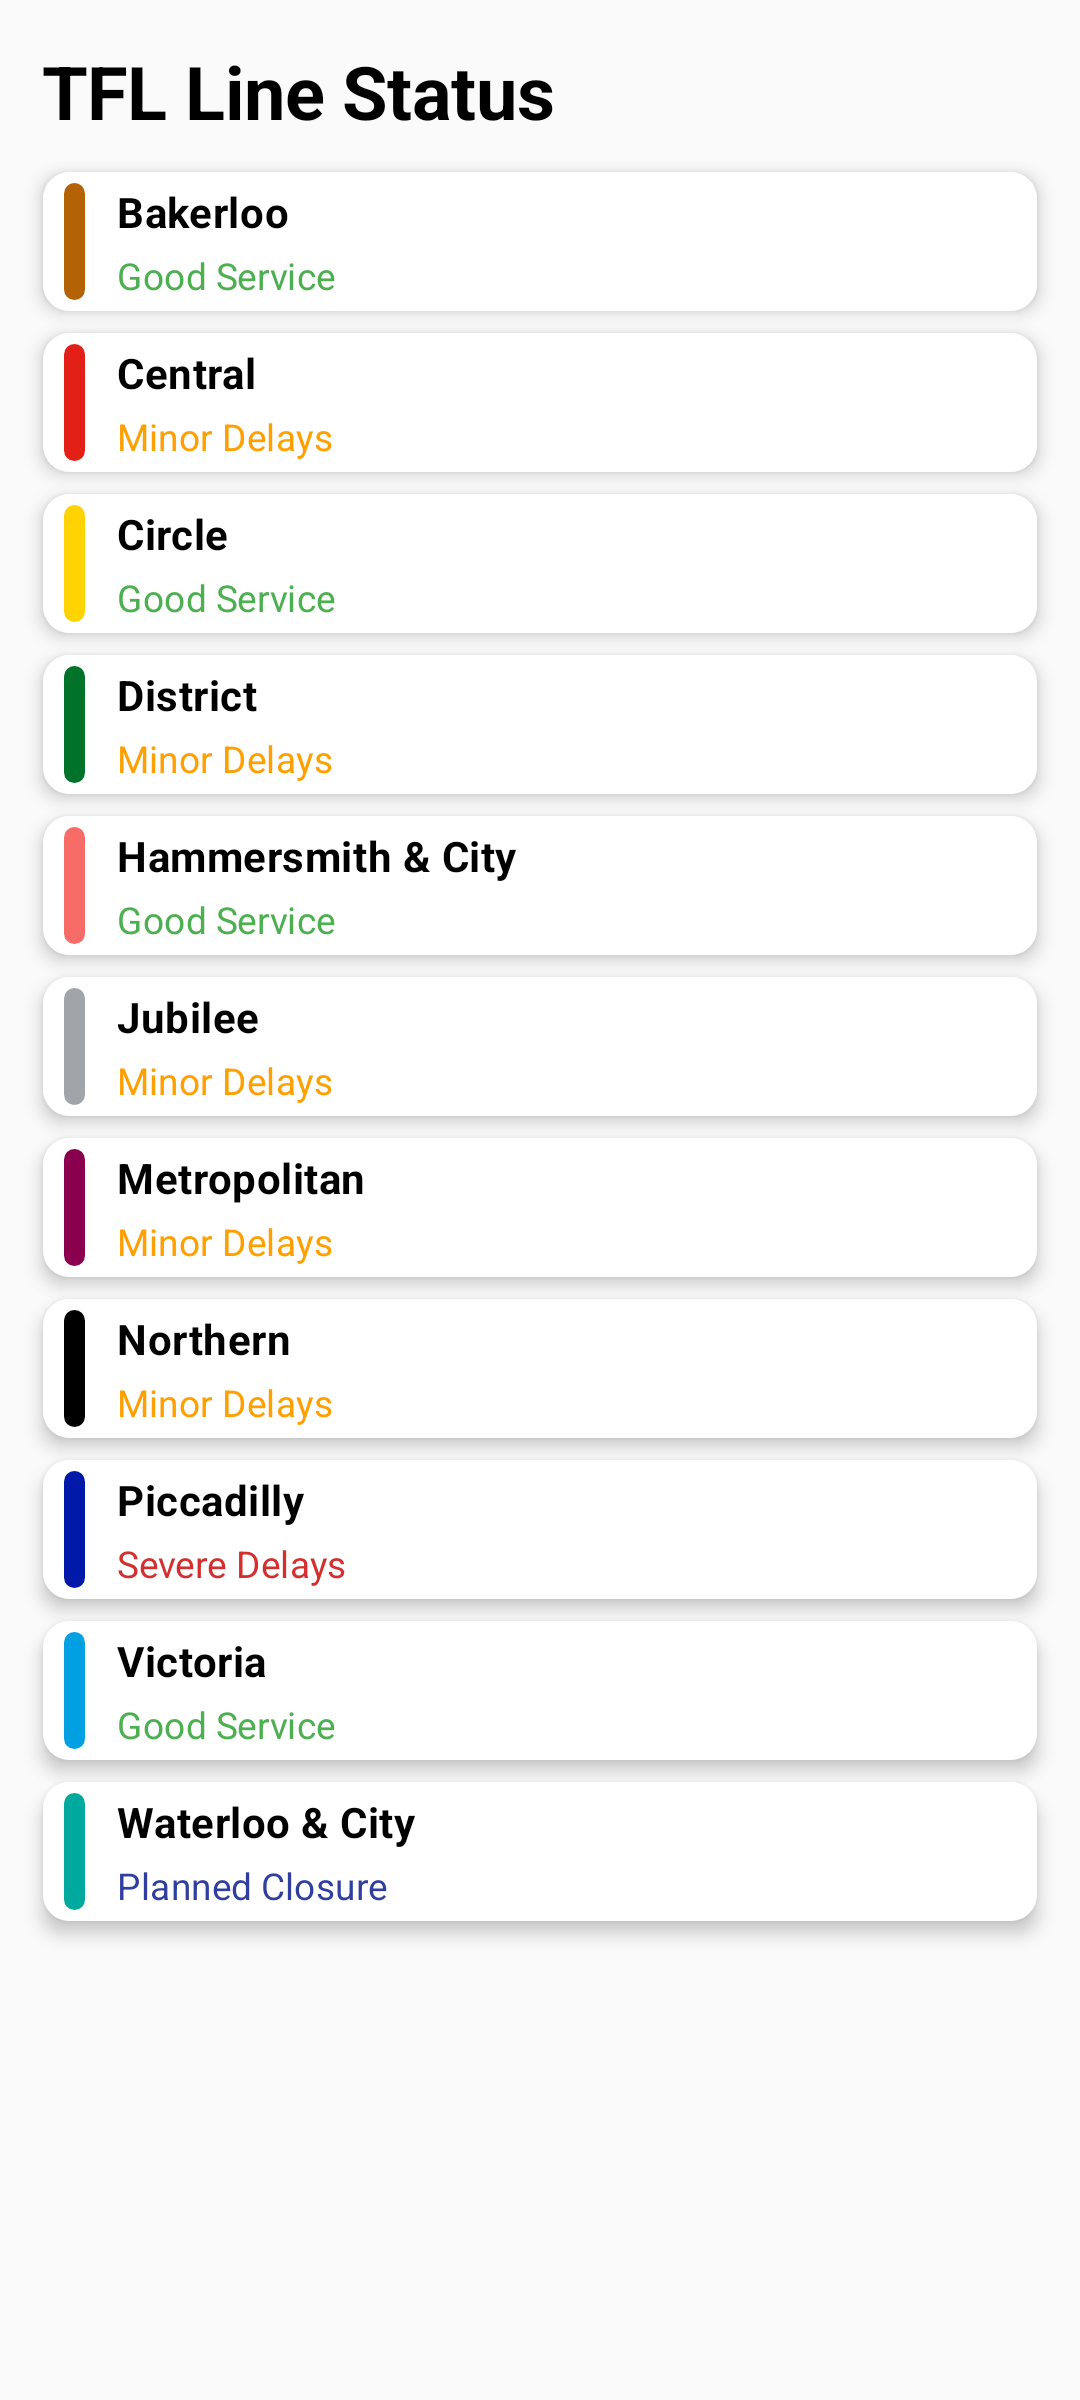 TFL Line Status
Bakerloo
Good Service
Central
Minor Delays
Circle
Good Service
District
Minor Delays
Hammersmith & City
Good Service
Jubilee
Minor Delays
Metropolitan
Minor Delays
Northern
Minor Delays
Piccadilly
Severe Delays
Victoria
Good Service
Waterloo & City
Planned Closure